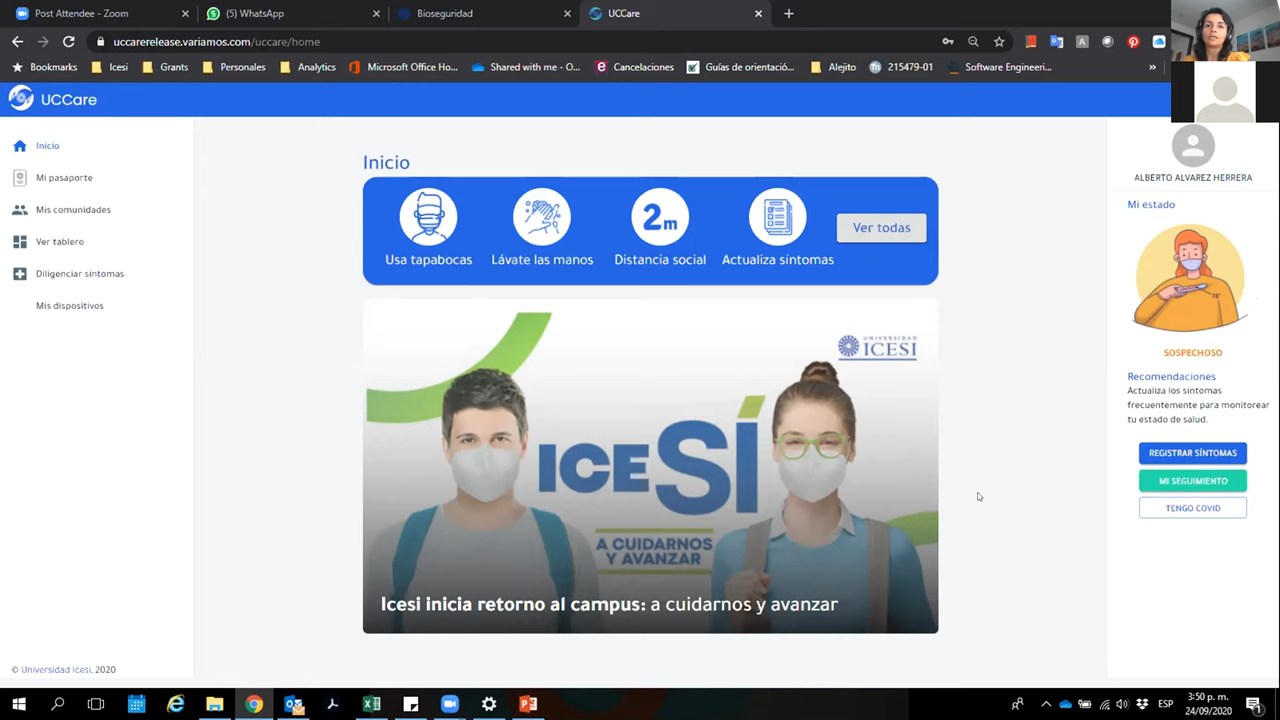 Post Attendee - Zoom
(5) WhatsApp
Bioseguridad
UCCare
uccarerelease.variamos.com/uccare/home
Bookmarks
Icesi
Grants
Personales
Analytics
Microsoft Office Ho...
Shared with me - O...
Cancelaciones
Guías de orientació...
Alejito
215479-01
Software Engineeri...
»
UCCare
Inicio
Mi pasaporte
Mis comunidades
Ver tablero
Diligenciar síntomas
Mis dispositivos
© Universidad Icesi, 2020
Inicio
Usa tapabocas
Lávate las manos
2m
Distancia social
Actualiza síntomas
Ver todas
UNIVERSIDAD
ICESI
ICESÍ
A CUIDARNOS
Y AVANZAR
Icesi inicia retorno al campus: a cuidarnos y avanzar
ALBERTO ALVAREZ HERRERA
Mi estado
SOSPECHOSO
Recomendaciones
Actualiza los síntomas
frecuentemente para monitorear
tu estado de salud.
REGISTRAR SÍNTOMAS
MI SEGUIMIENTO
TENGO COVID
ESP
3:50 p. m.
24/09/2020